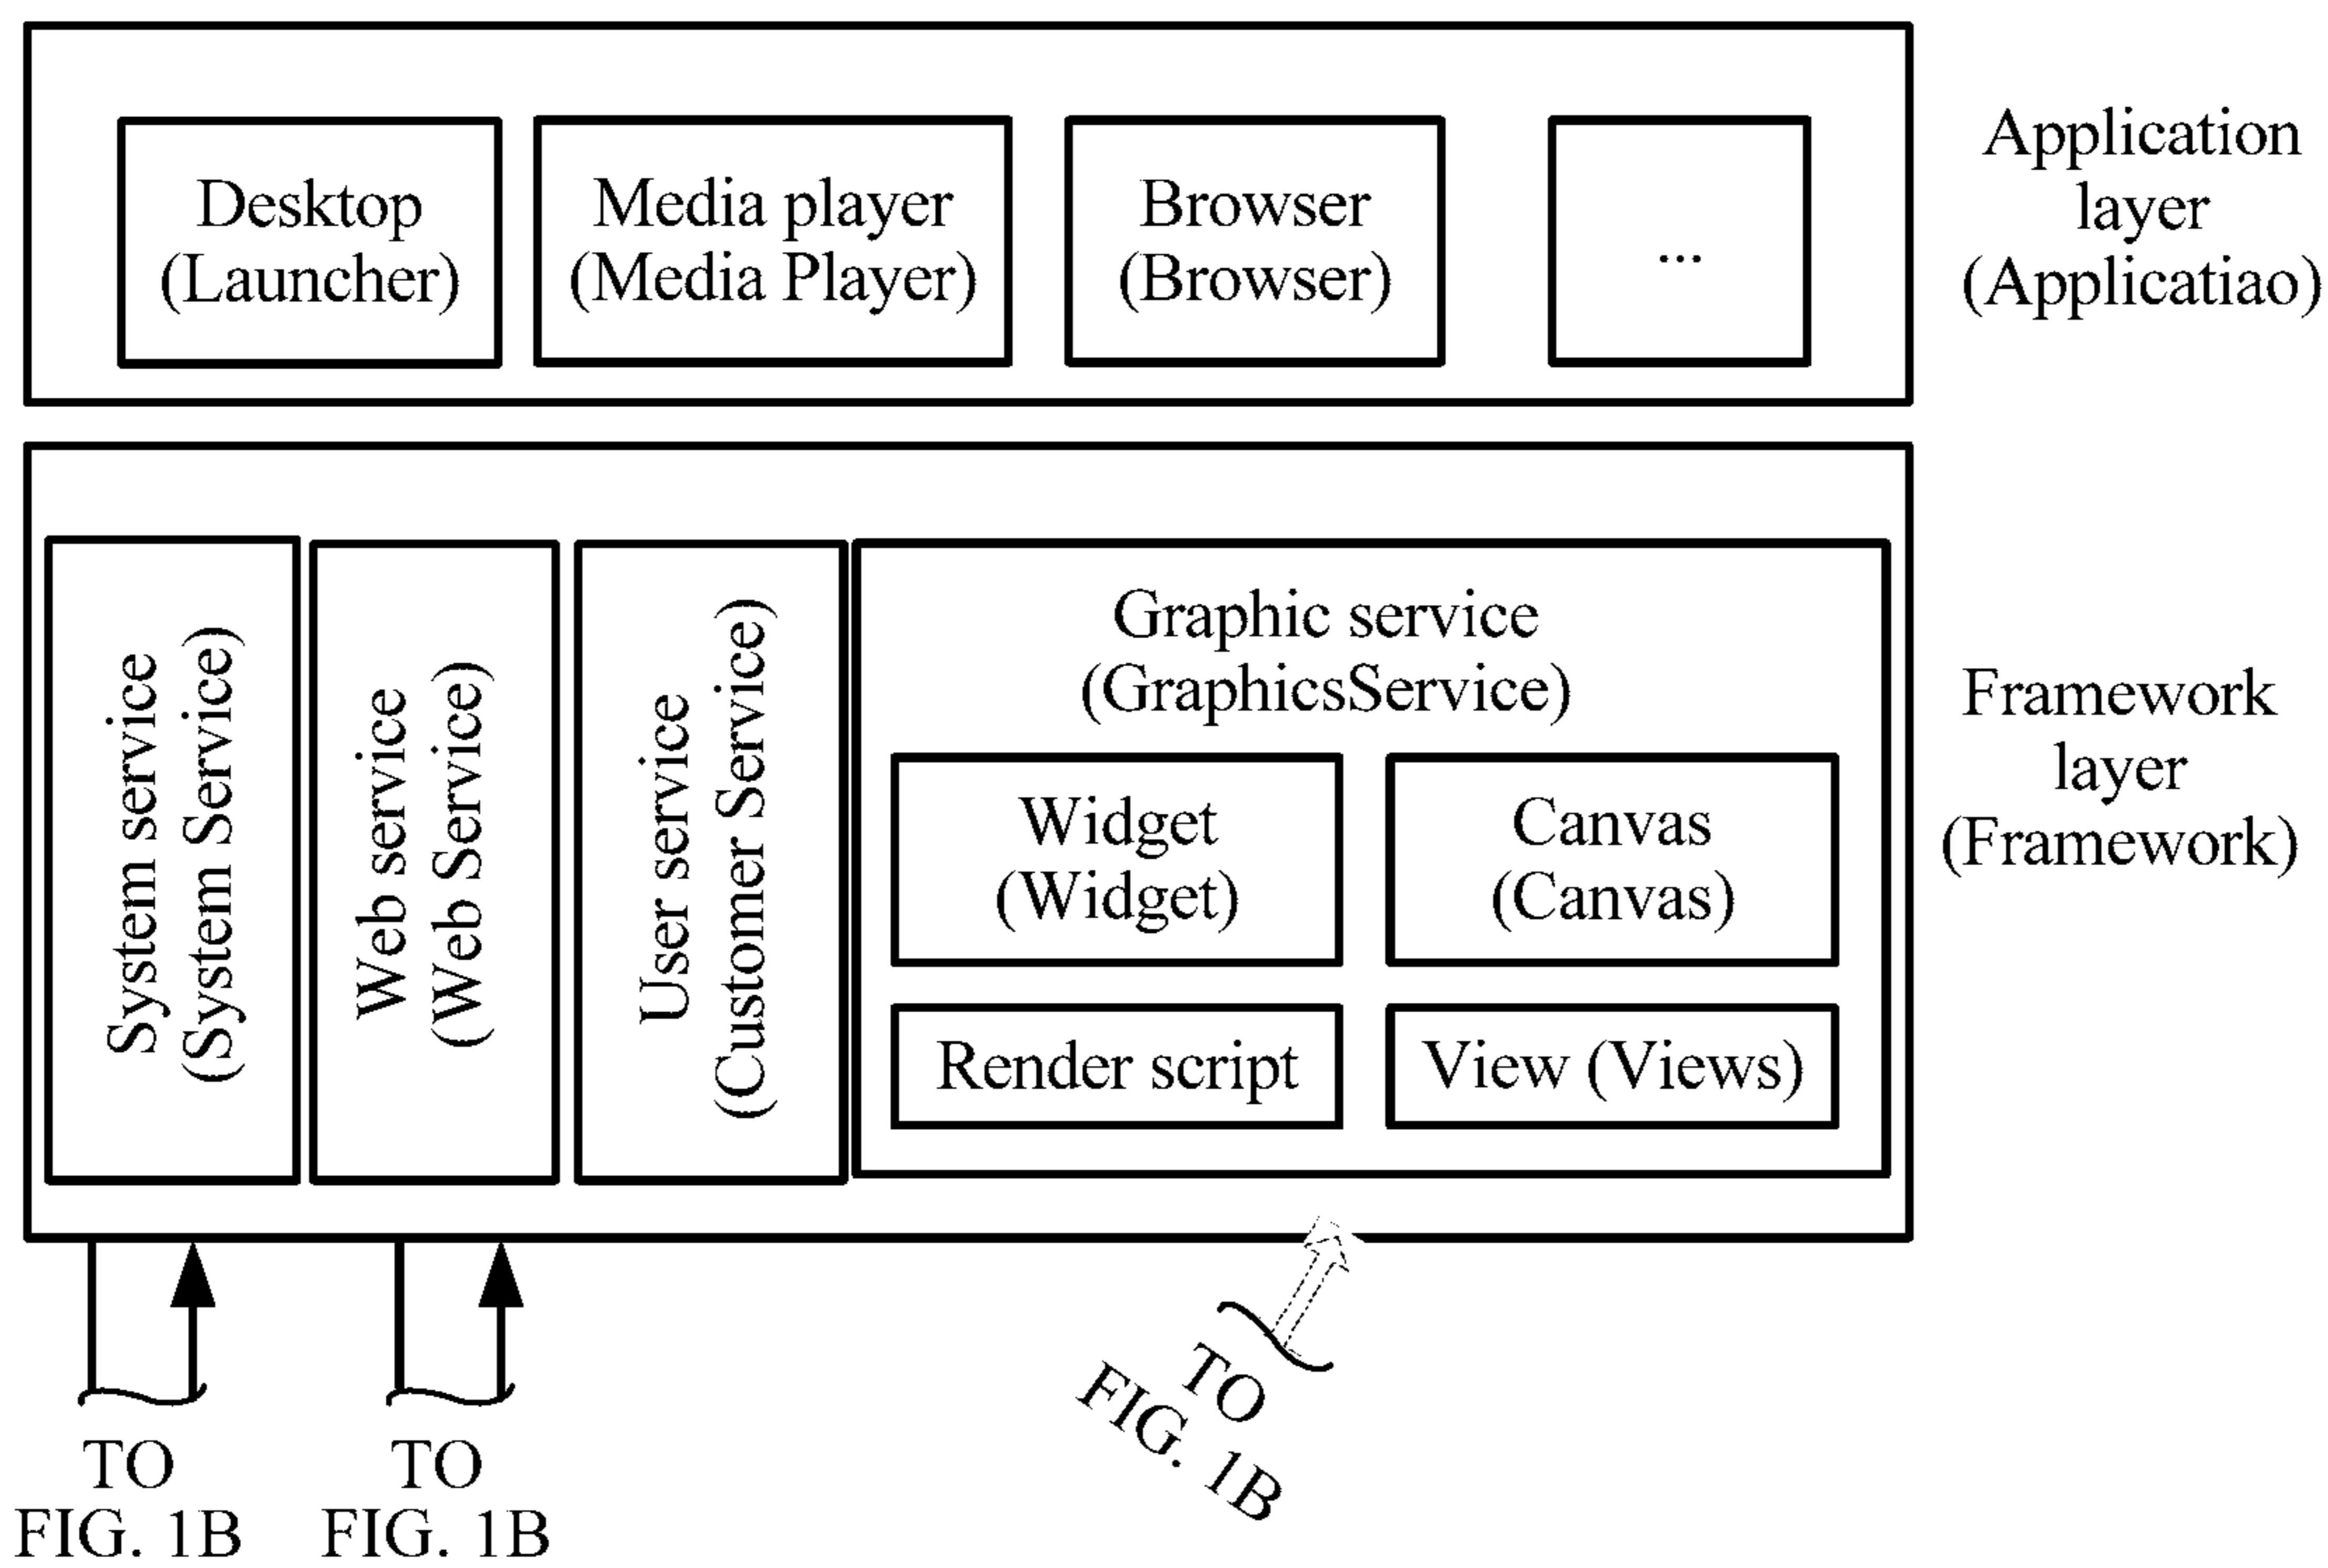 Desktop
(Launcher)
Media player
(Media Player)
Browser
(Browser)
...
Application
layer
(Applicatiao)
System service
(System Service)
Web service
(Web Service)
User service
(Customer Service)
Graphic service
(GraphicsService)
Widget
(Widget)
Canvas
(Canvas)
Render script
View (Views)
Framework
layer
(Framework)
TO
FIG. 1B
TO
FIG. 1B
TO
FIG. 1B